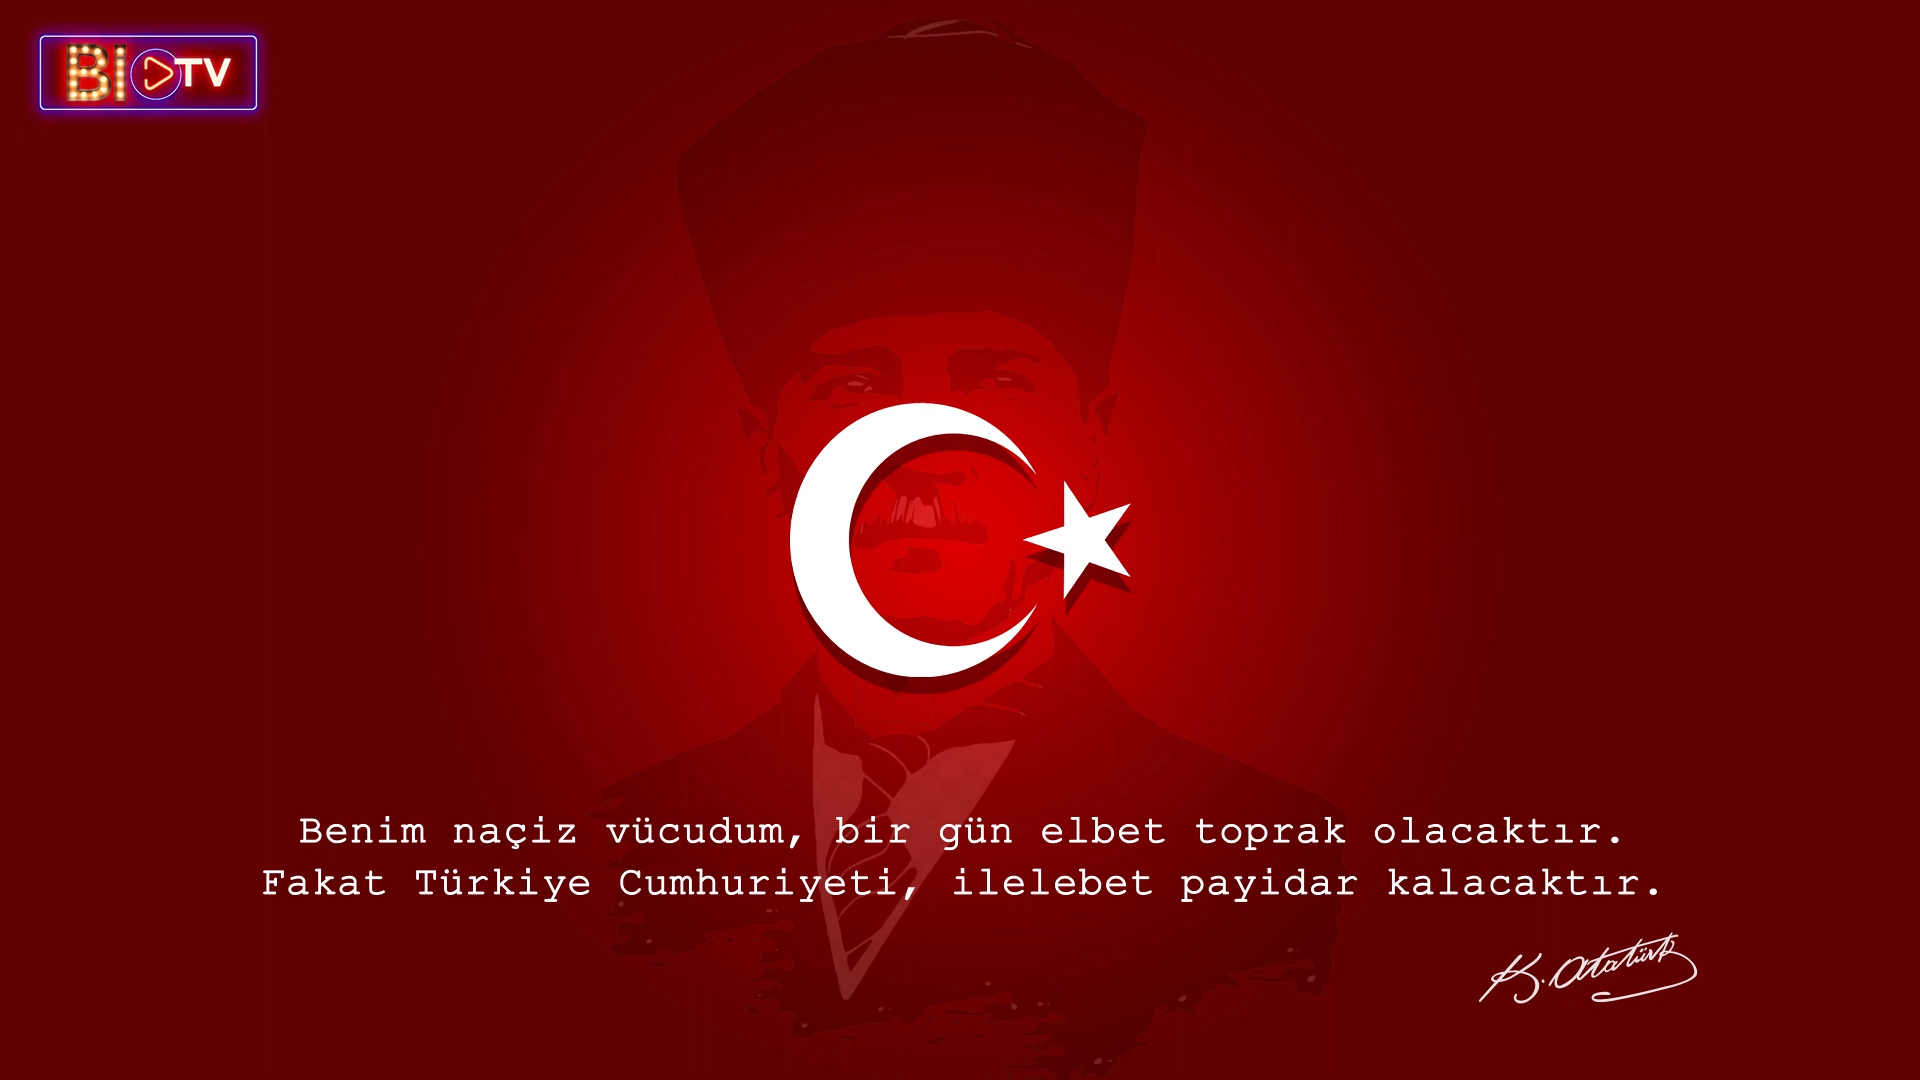 BI TV
Benim naçiz vücudum, bir gün elbet toprak olacaktır.
Fakat Türkiye Cumhuriyeti, ilelebet payidar kalacaktır.
K. Atatürk